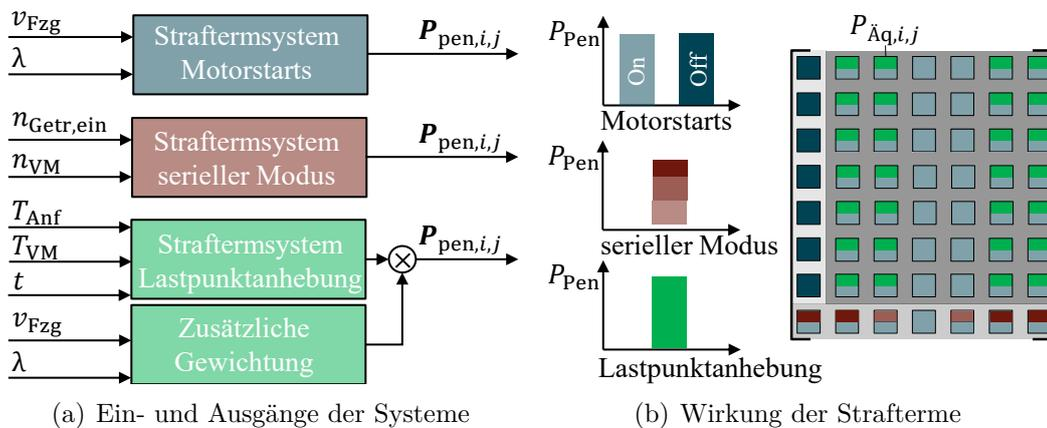 v_Fzg
λ
Straftermsystem
Motorstarts
P_pen,i,j
n_Getr,ein
n_VM
Straftermsystem
serieller Modus
P_pen,i,j
T_Anf
T_VM
t
Straftermsystem
Lastpunktanhebung
P_pen,i,j
v_Fzg
λ
Zusätzliche
Gewichtung
(a) Ein- und Ausgänge der Systeme
P_Pen
On
Off
Motorstarts
P_Pen
serieller Modus
P_Pen
Lastpunktanhebung
P_Äq,i,j
(b) Wirkung der Strafterme